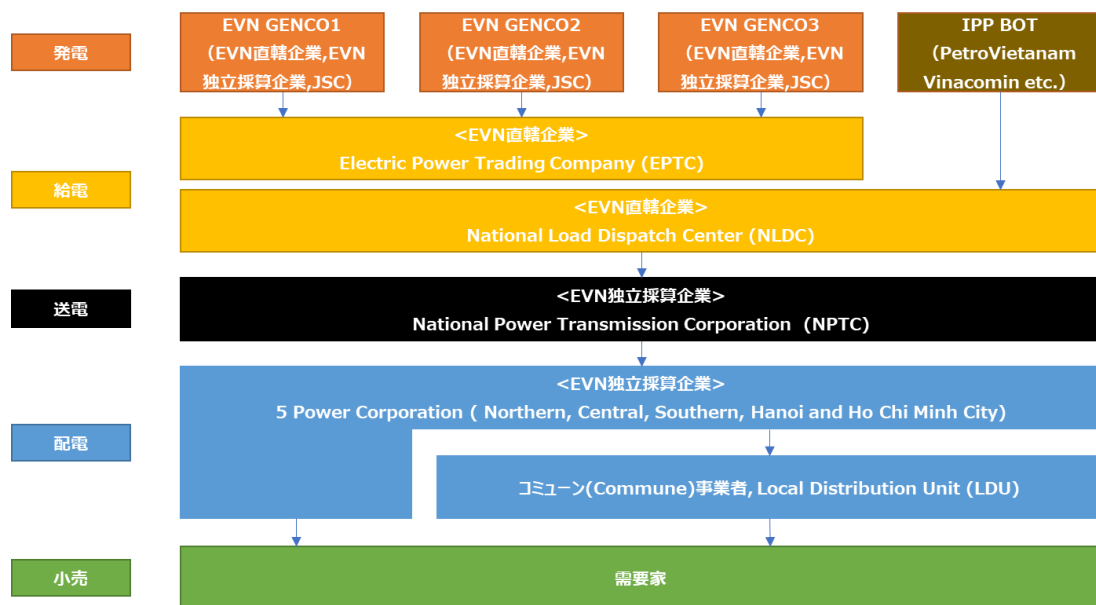 発電
EVN GENCO1
（EVN直轄企業,EVN
独立採算企業,JSC）
EVN GENCO2
（EVN直轄企業,EVN
独立採算企業,JSC）
EVN GENCO3
（EVN直轄企業,EVN
独立採算企業,JSC）
IPP BOT
（PetroVietanam
Vinacomin etc.）
給電
<EVN直轄企業>
Electric Power Trading Company (EPTC)
<EVN直轄企業>
National Load Dispatch Center (NLDC)
送電
<EVN独立採算企業>
National Power Transmission Corporation （NPTC）
配電
<EVN独立採算企業>
5 Power Corporation ( Northern, Central, Southern, Hanoi and Ho Chi Minh City)
コミューン(Commune)事業者, Local Distribution Unit (LDU)
小売
需要家